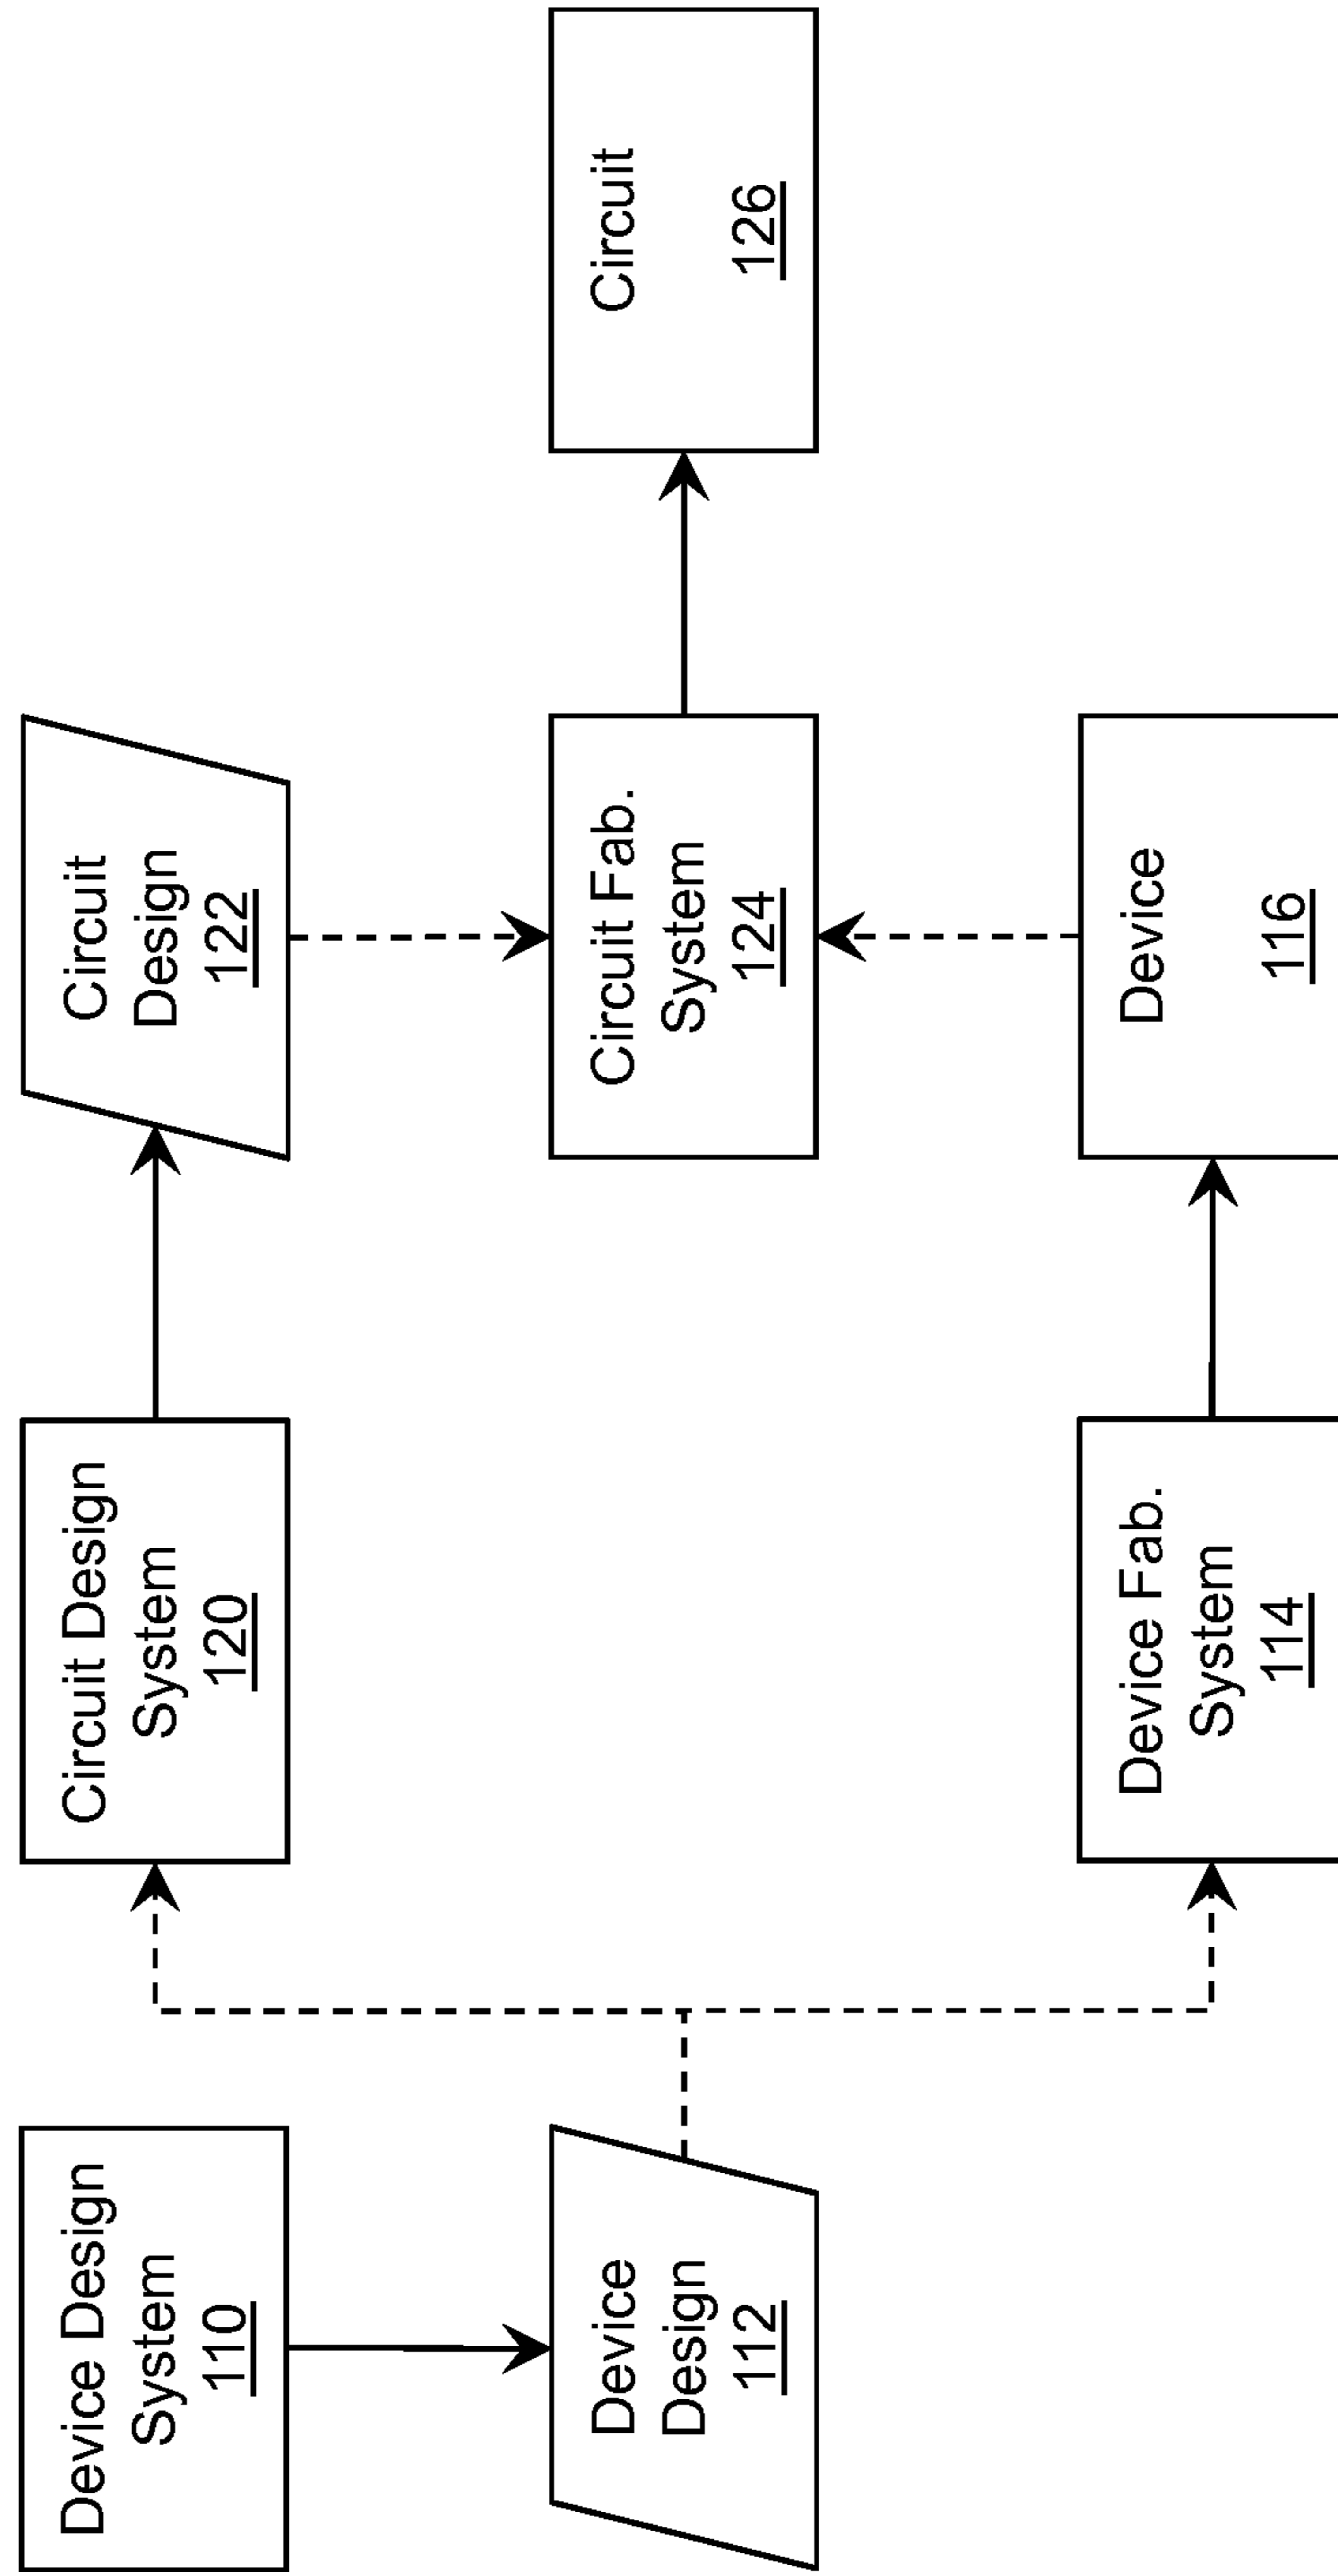 Device Design
System
110
Device
Design
112
Circuit Design
System
120
Device Fab.
System
114
Circuit
Design
122
Circuit Fab.
System
124
Device
116
Circuit
126